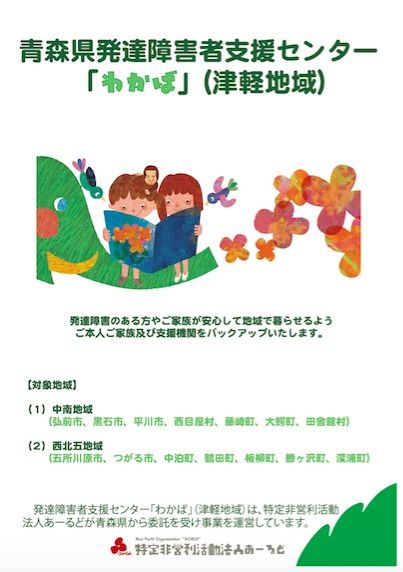 青森県発達障害者支援センター
「わかば」（津軽地域）
発達障害のある方やご家族が安心して地域で暮らせるよう
ご本人ご家族及び支援機関をバックアップいたします。
【対象地域】
（１）中南地域
（弘前市、黒石市、平川市、西目屋村、藤崎町、大鰐町、田舎館村）
（２）西北五地域
（五所川原市、つがる市、中泊町、鶴田町、板柳町、鰺ヶ沢町、深浦町）
発達障害者支援センター「わかば」（津軽地域）は、特定非営利活動
法人あーるどが青森県から委託を受け事業を運営しています。
Non Profit Organization "AORLD"
特定非営利活動法人あーるど